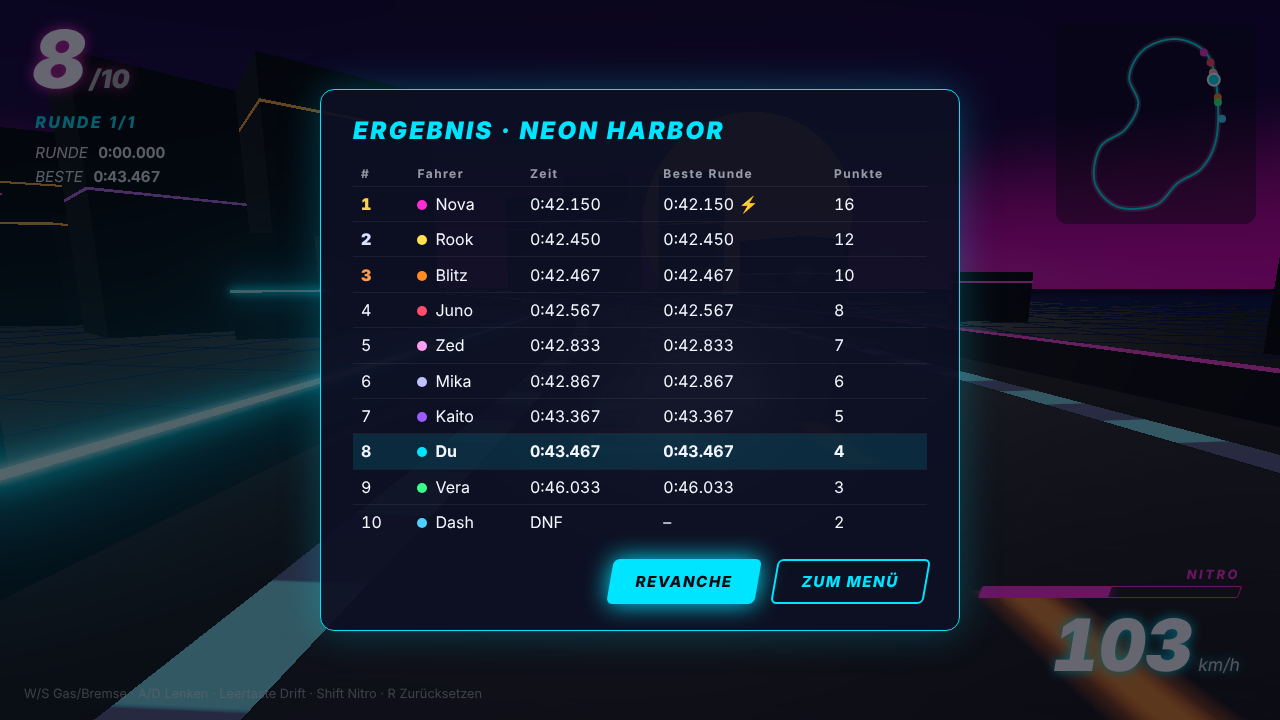 8/10
RUNDE 1/1
RUNDE 0:00.000
BESTE 0:43.467
ERGEBNIS · NEON HARBOR
# Fahrer Zeit Beste Runde Punkte
1 Nova 0:42.150 0:42.150 ⚡ 16
2 Rook 0:42.450 0:42.450 12
3 Blitz 0:42.467 0:42.467 10
4 Juno 0:42.567 0:42.567 8
5 Zed 0:42.833 0:42.833 7
6 Mika 0:42.867 0:42.867 6
7 Kaito 0:43.367 0:43.367 5
8 Du 0:43.467 0:43.467 4
9 Vera 0:46.033 0:46.033 3
10 Dash DNF – 2
REVANCHE ZUM MENÜ
NITRO
103 km/h
W/S Gas/Bremse · A/D Lenken · Leertaste Drift · Shift Nitro · R Zurücksetzen